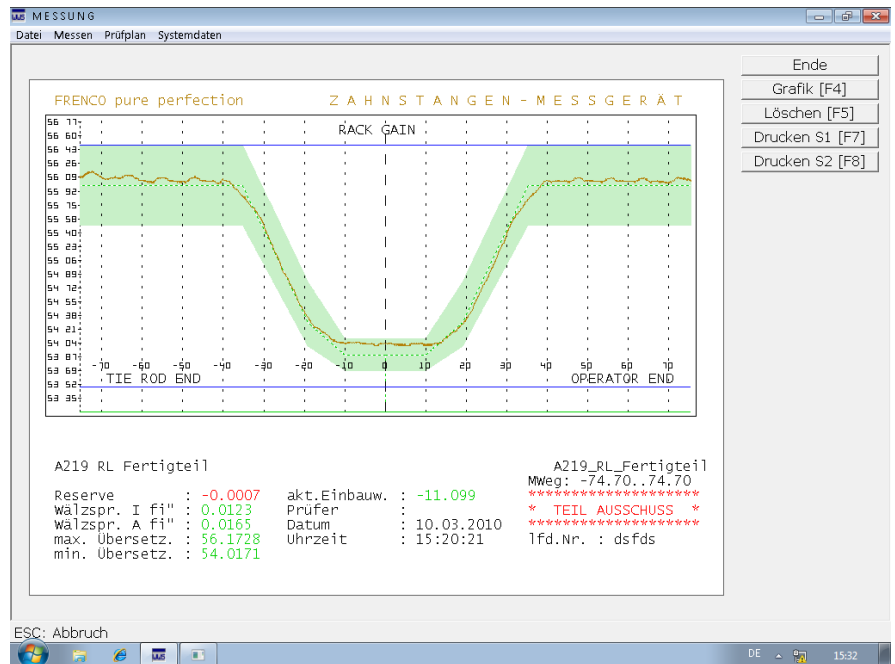 MESSUNG
Datei Messen Prüfplan Systemdaten
Ende
Grafik [F4]
Löschen [F5]
Drucken S1 [F7]
Drucken S2 [F8]
FRENCO pure perfection ZAHNSTANGEN-MESSGERÄT
RACK GAIN
56 77
56 60
56 43
56 26
56 09
55 92
55 75
55 58
55 40
55 23
55 06
54 89
54 72
54 55
54 38
54 21
54 04
53 87
53 69
53 52
53 35
-70 -60 -50 -40 -30 -20 -10 0 10 20 30 40 50 60 70
TIE ROD END OPERATOR END
A219 RL Fertigteil A219_RL_Fertigteil
MWeg: -74.70..74.70
Reserve : -0.0007 akt.Einbauw. : -11.099 ********************
Wälzspr. I fi" : 0.0123 Prüfer : * TEIL AUSSCHUSS *
Wälzspr. A fi" : 0.0165 Datum : 10.03.2010 ********************
max. Übersetz. : 56.1728 Uhrzeit : 15:20:21 lfd.Nr. : dsfds
min. Übersetz. : 54.0171
ESC: Abbruch
DE 15:32